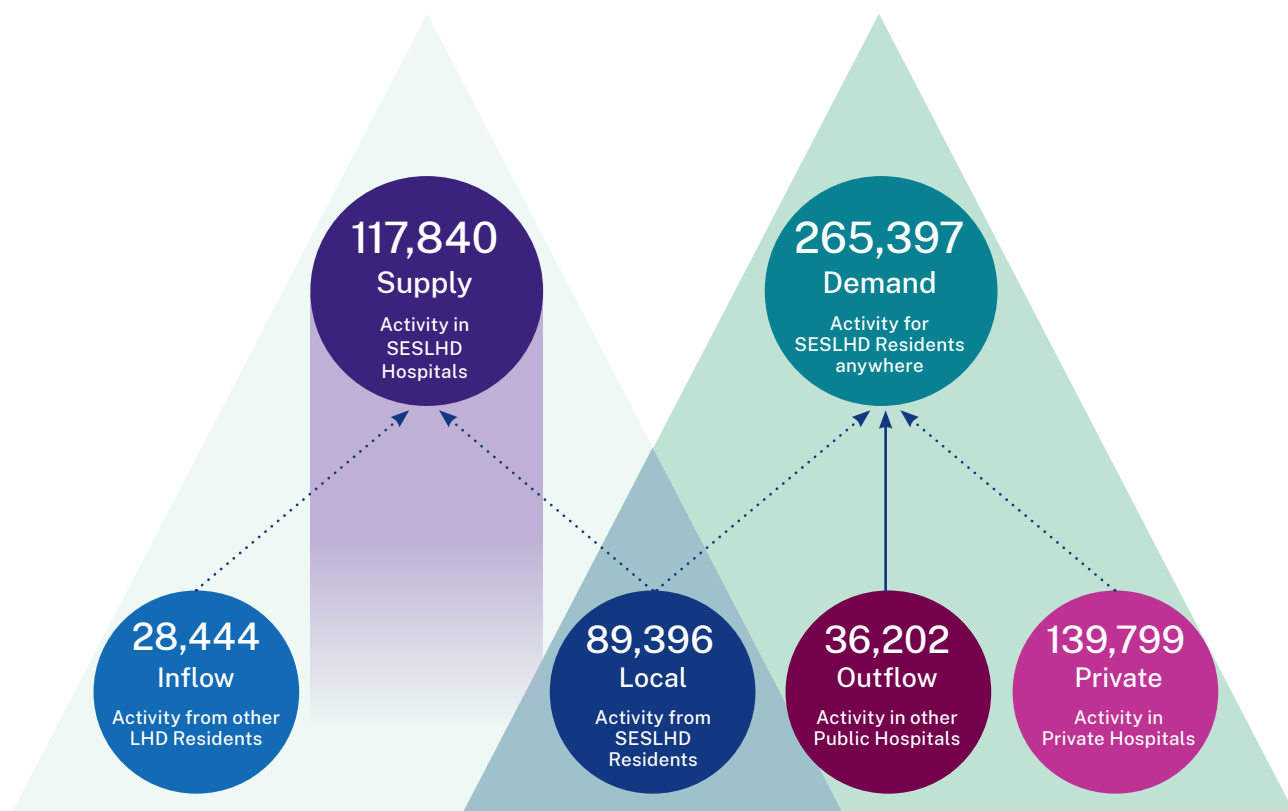 117,840
Supply
Activity in
SESLHD
Hospitals
265,397
Demand
Activity for
SESLHD Residents
anywhere
28,444
Inflow
Activity from other
LHD Residents
89,396
Local
Activity from
SESLHD
Residents
36,202
Outflow
Activity in other
Public Hospitals
139,799
Private
Activity in
Private Hospitals